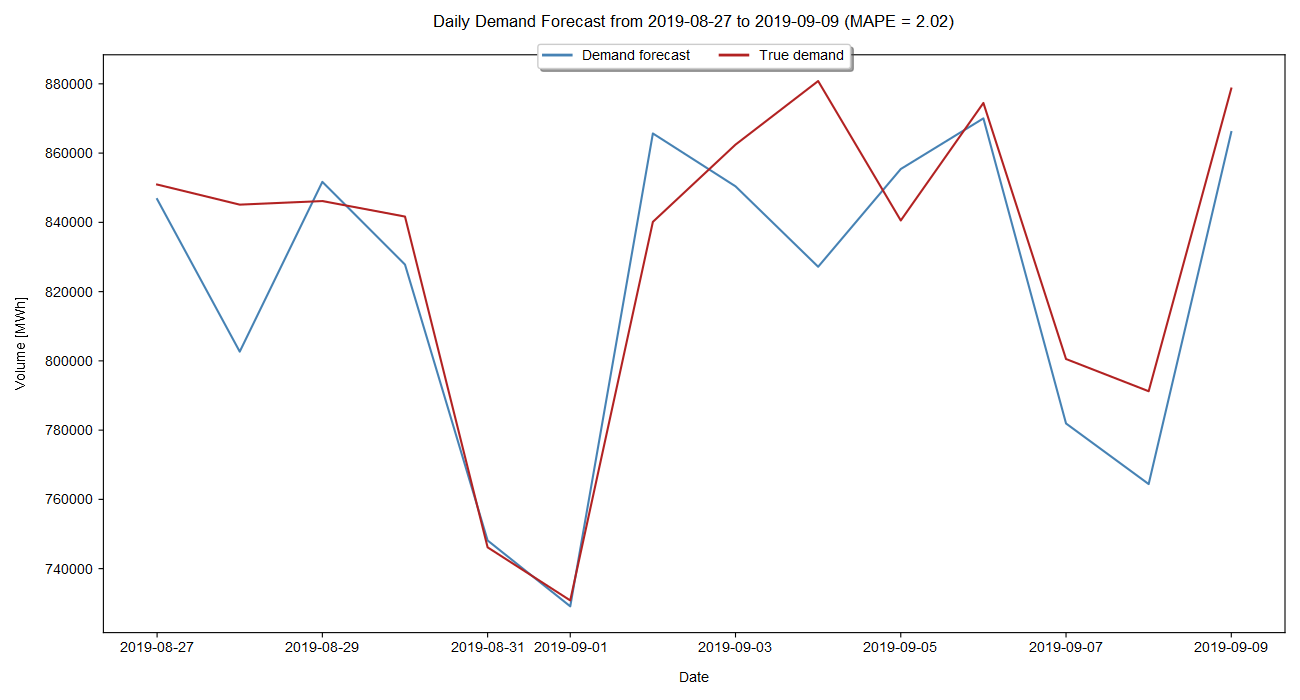 Daily Demand Forecast from 2019-08-27 to 2019-09-09 (MAPE = 2.02)
Demand forecast True demand
880000
860000
840000
820000
800000
780000
760000
740000
Volume [MWh]
2019-08-27 2019-08-29 2019-08-31 2019-09-01 2019-09-03 2019-09-05 2019-09-07 2019-09-09
Date